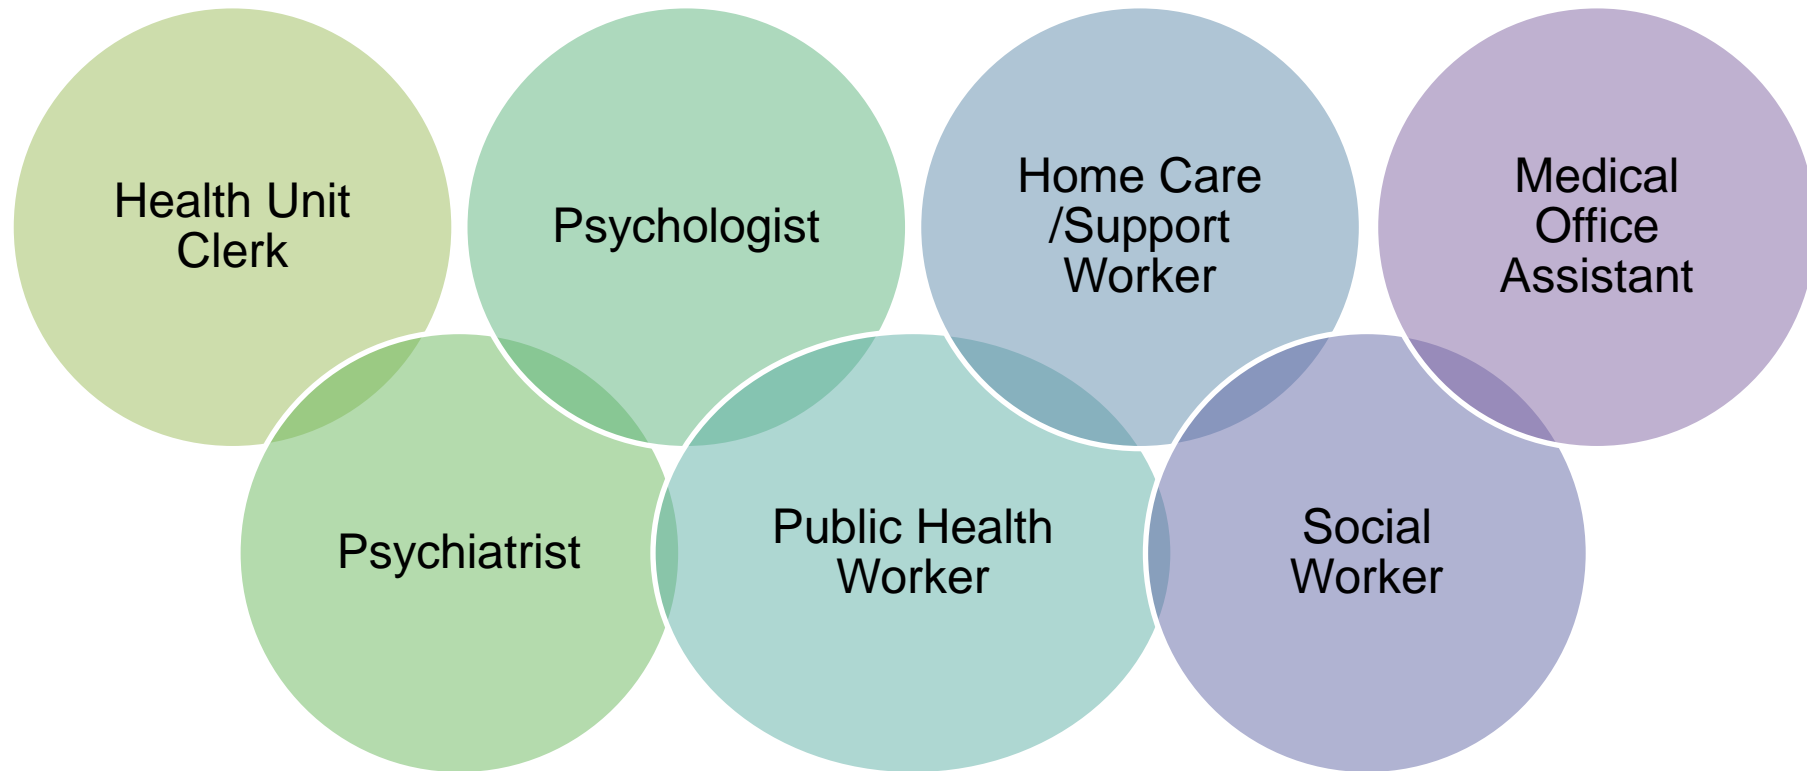 Health Unit
Clerk
Psychologist
Home Care
/Support
Worker
Medical
Office
Assistant
Psychiatrist
Public Health
Worker
Social
Worker